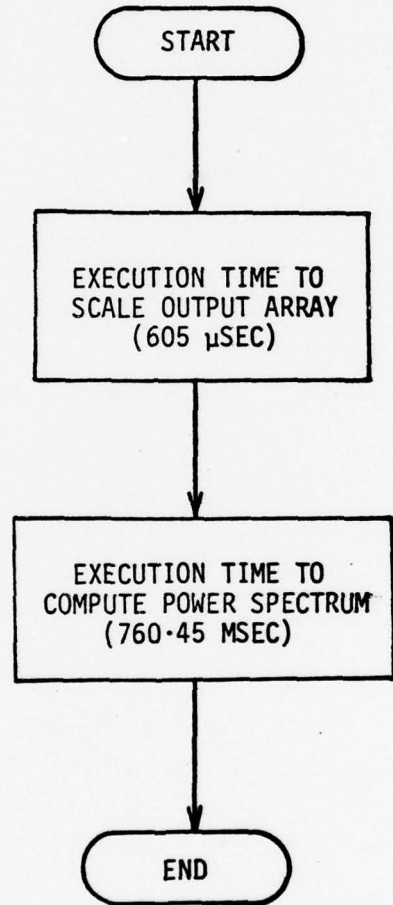 START
EXECUTION TIME TO
SCALE OUTPUT ARRAY
(605 µSEC)
EXECUTION TIME TO
COMPUTE POWER SPECTRUM
(760·45 MSEC)
END